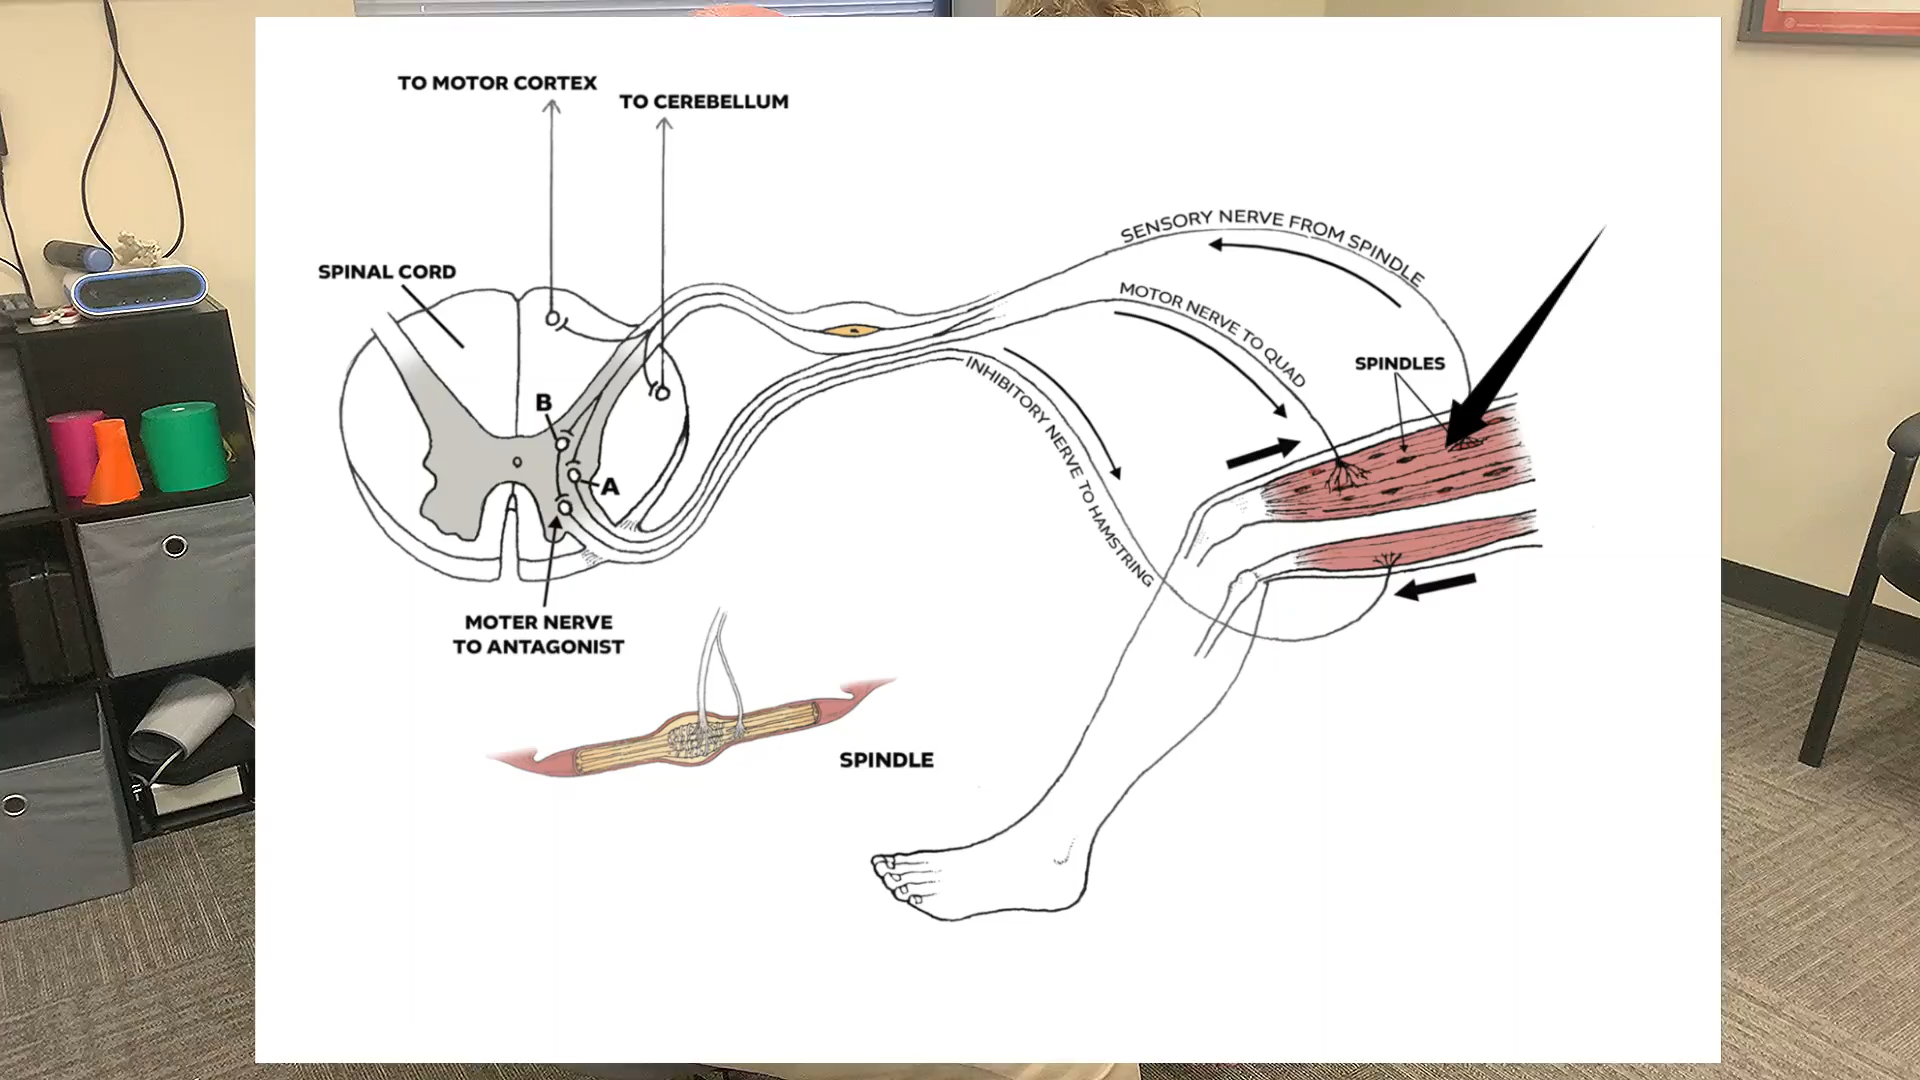 TO MOTOR CORTEX
TO CEREBELLUM
SENSORY NERVE FROM SPINDLE
SPINAL CORD
MOTOR NERVE TO QUAD
SPINDLES
INHIBITORY NERVE TO HAMSTRING
B
A
MOTER NERVE
TO ANTAGONIST
SPINDLE